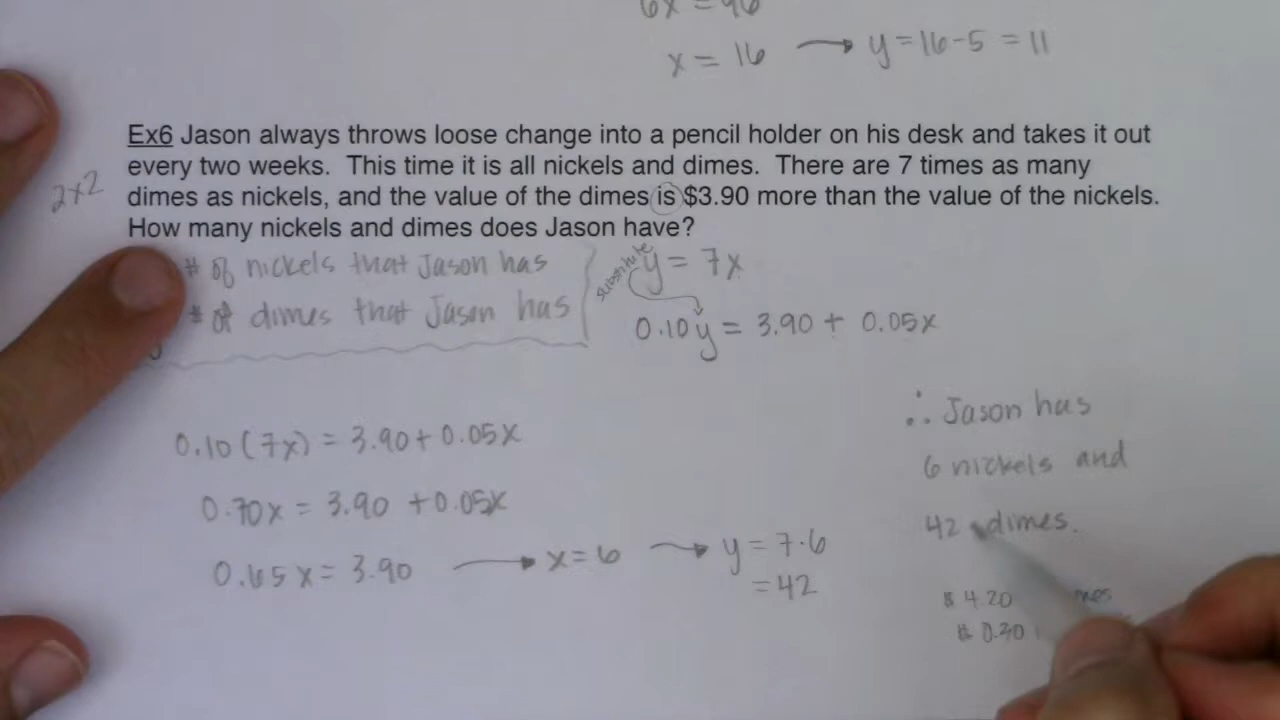 6x = 96
x = 16 → y = 16-5 = 11
Ex6 Jason always throws loose change into a pencil holder on his desk and takes it out
every two weeks. This time it is all nickels and dimes. There are 7 times as many
2x2
dimes as nickels, and the value of the dimes is $3.90 more than the value of the nickels.
How many nickels and dimes does Jason have?
# of nickels that Jason has
# of dimes that Jason has
substitute
y = 7x
0.10y = 3.90 + 0.05x
0.10(7x) = 3.90 + 0.05x
0.70x = 3.90 + 0.05x
0.65x = 3.90 → x = 6 → y = 7·6
= 42
∴ Jason has
6 nickels and
42 dimes.
$ 4.20
$ 0.30